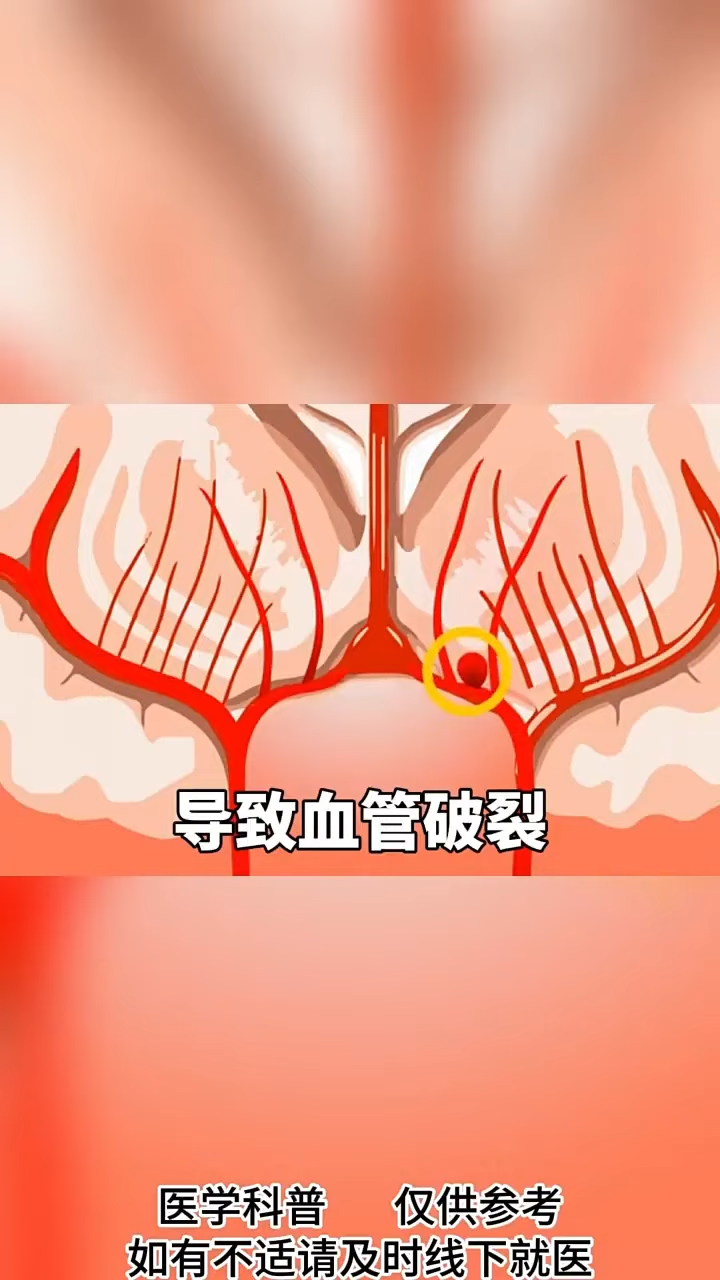 导致血管破裂
医学科普 仅供参考
如有不适请及时线下就医